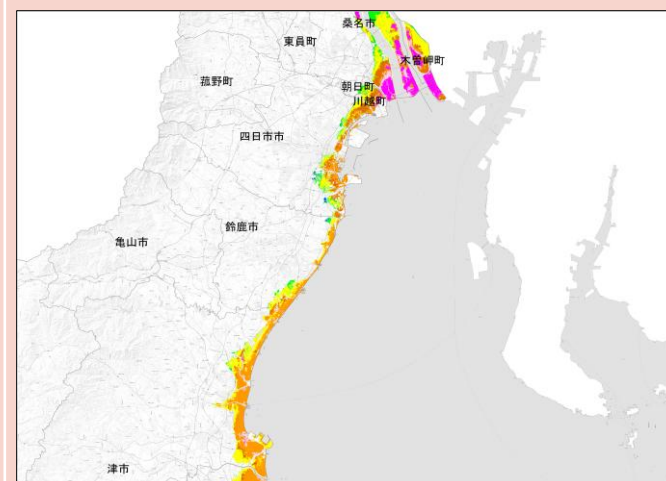 桑名市
東員町
木曽岬町
菰野町
朝日町
川越町
四日市市
鈴鹿市
亀山市
津市